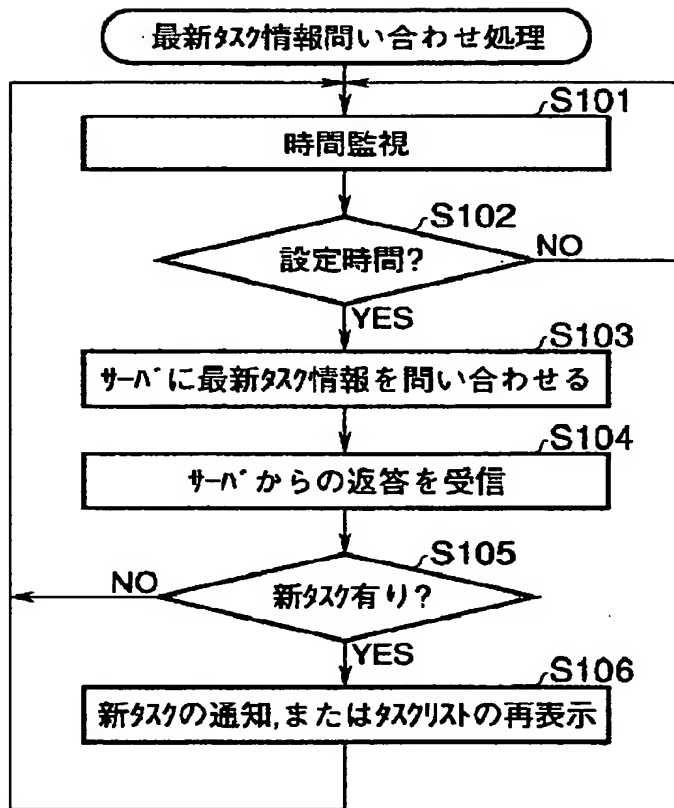 最新ﾀｽｸ情報問い合わせ処理
S101
時間監視
S102
設定時間?
NO
YES
S103
ｻｰﾊﾞに最新ﾀｽｸ情報を問い合わせる
S104
ｻｰﾊﾞからの返答を受信
S105
NO
新ﾀｽｸ有り?
YES
S106
新ﾀｽｸの通知,またはﾀｽｸﾘｽﾄの再表示